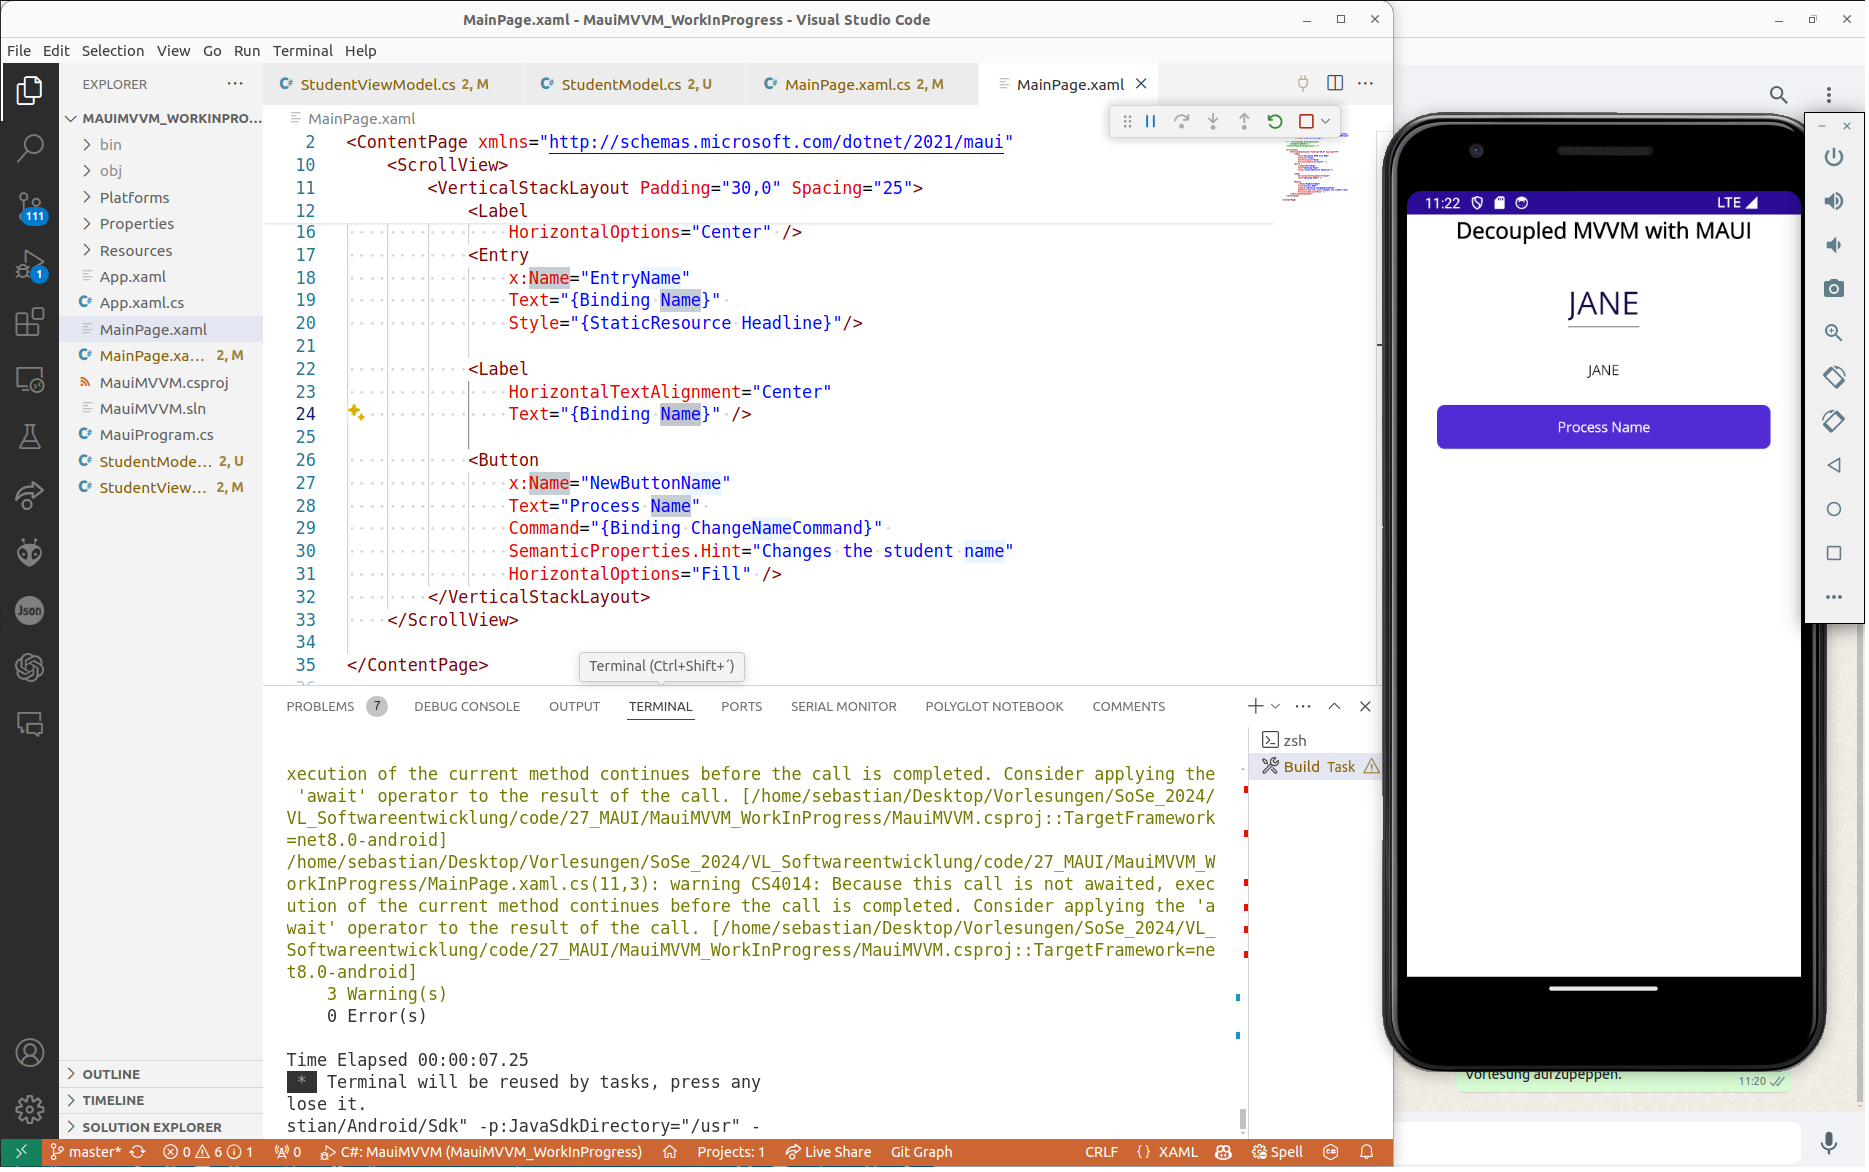 MainPage.xaml - MauiMVVM_WorkInProgress - Visual Studio Code
File Edit Selection View Go Run Terminal Help
EXPLORER
StudentViewModel.cs 2, M
StudentModel.cs 2, U
MainPage.xaml.cs 2, M
MainPage.xaml
MAUIMVVM_WORKINPRO...
bin
obj
Platforms
Properties
Resources
App.xaml
App.xaml.cs
MainPage.xaml
MainPage.xa... 2, M
MauiMVVM.csproj
MauiMVVM.sln
MauiProgram.cs
StudentMode... 2, U
StudentView... 2, M
OUTLINE
TIMELINE
SOLUTION EXPLORER
111
1
Json
MainPage.xaml
2 <ContentPage xmlns="http://schemas.microsoft.com/dotnet/2021/maui"
10 <ScrollView>
11 <VerticalStackLayout Padding="30,0" Spacing="25">
12 <Label
16 HorizontalOptions="Center" />
17 <Entry
18 x:Name="EntryName"
19 Text="{Binding Name}"
20 Style="{StaticResource Headline}"/>
21
22 <Label
23 HorizontalTextAlignment="Center"
24 Text="{Binding Name}" />
25
26 <Button
27 x:Name="NewButtonName"
28 Text="Process Name"
29 Command="{Binding ChangeNameCommand}"
30 SemanticProperties.Hint="Changes the student name"
31 HorizontalOptions="Fill" />
32 </VerticalStackLayout>
33 </ScrollView>
34
35 </ContentPage>
Terminal (Ctrl+Shift+´)
PROBLEMS 7 DEBUG CONSOLE OUTPUT TERMINAL PORTS SERIAL MONITOR POLYGLOT NOTEBOOK COMMENTS
zsh
Build Task
xecution of the current method continues before the call is completed. Consider applying the
'await' operator to the result of the call. [/home/sebastian/Desktop/Vorlesungen/SoSe_2024/
VL_Softwareentwicklung/code/27_MAUI/MauiMVVM_WorkInProgress/MauiMVVM.csproj::TargetFramework
=net8.0-android]
/home/sebastian/Desktop/Vorlesungen/SoSe_2024/VL_Softwareentwicklung/code/27_MAUI/MauiMVVM_W
orkInProgress/MainPage.xaml.cs(11,3): warning CS4014: Because this call is not awaited, exec
ution of the current method continues before the call is completed. Consider applying the 'a
wait' operator to the result of the call. [/home/sebastian/Desktop/Vorlesungen/SoSe_2024/VL_
Softwareentwicklung/code/27_MAUI/MauiMVVM_WorkInProgress/MauiMVVM.csproj::TargetFramework=ne
t8.0-android]
3 Warning(s)
0 Error(s)
Time Elapsed 00:00:07.25
* Terminal will be reused by tasks, press any
lose it.
stian/Android/Sdk" -p:JavaSdkDirectory="/usr" -
master* 0 6 1 0 C#: MauiMVVM (MauiMVVM_WorkInProgress) Projects: 1 Live Share Git Graph CRLF {} XAML Spell
11:22 LTE
Decoupled MVVM with MAUI
JANE
JANE
Process Name
Vorlesung aufzupeppen.
11:20